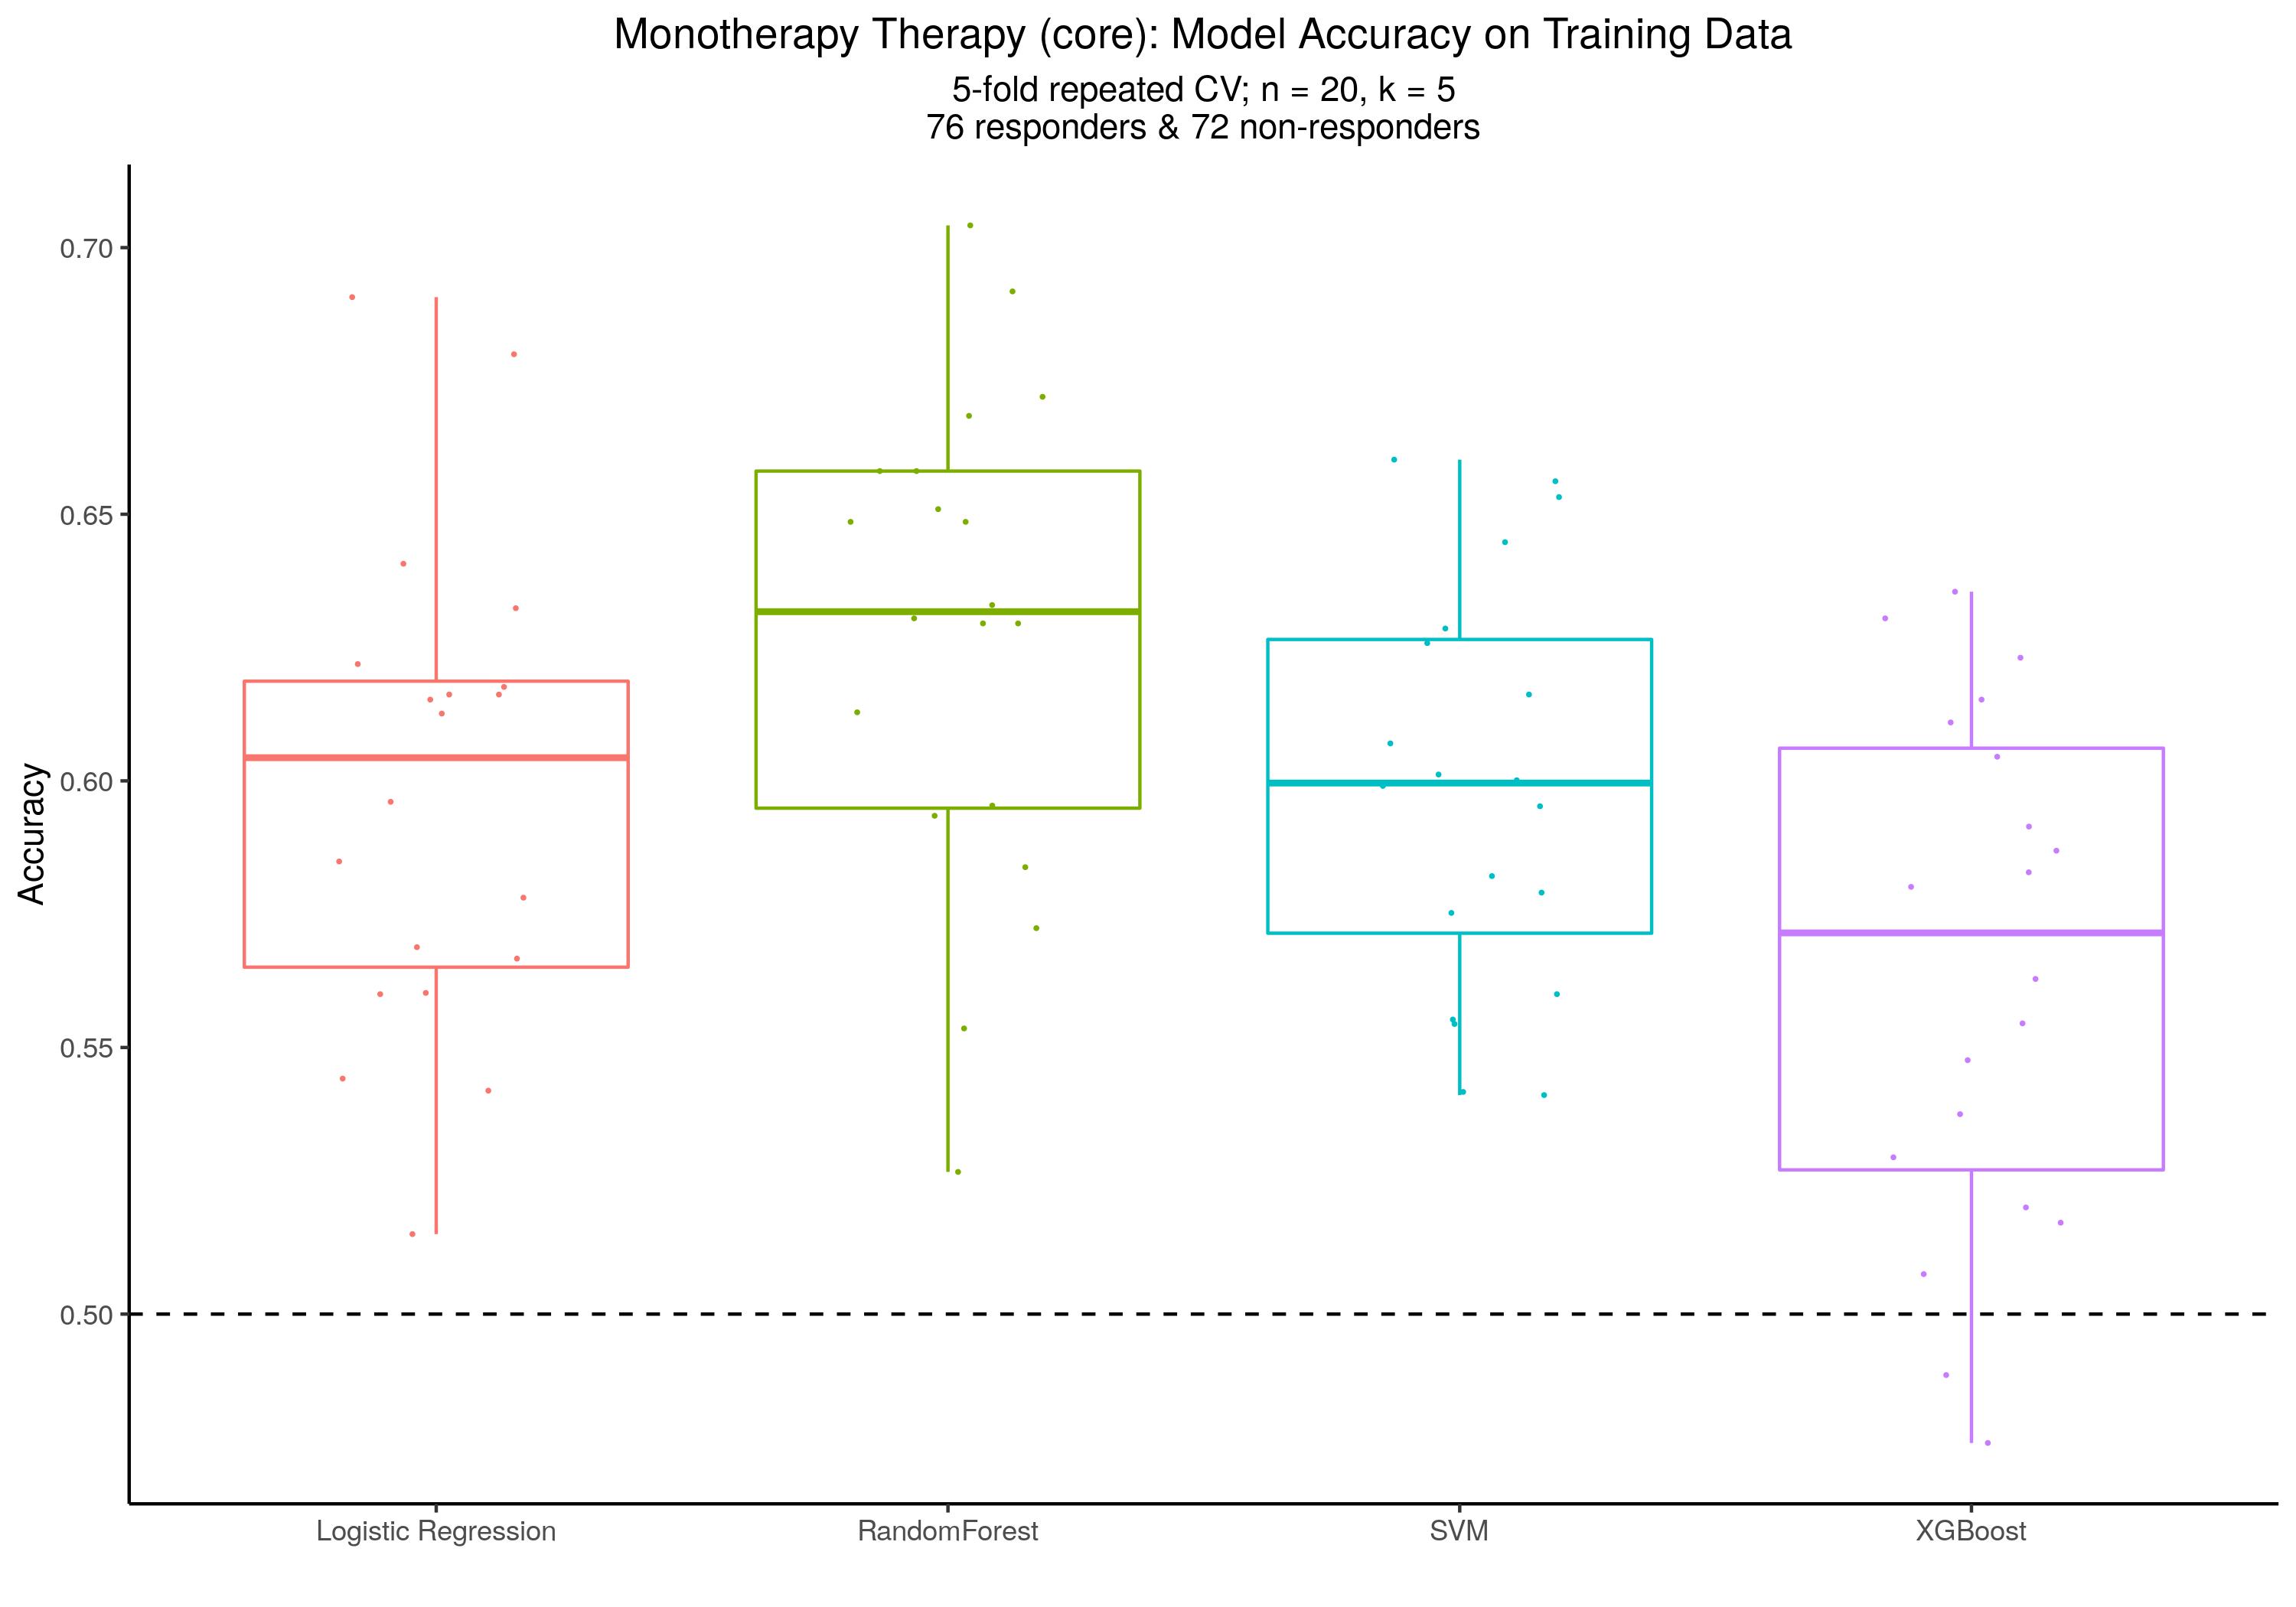 Monotherapy Therapy (core): Model Accuracy on Training Data
5-fold repeated CV; n = 20, k = 5
76 responders & 72 non-responders
Accuracy
0.70
0.65
0.60
0.55
0.50
Logistic Regression
RandomForest
SVM
XGBoost